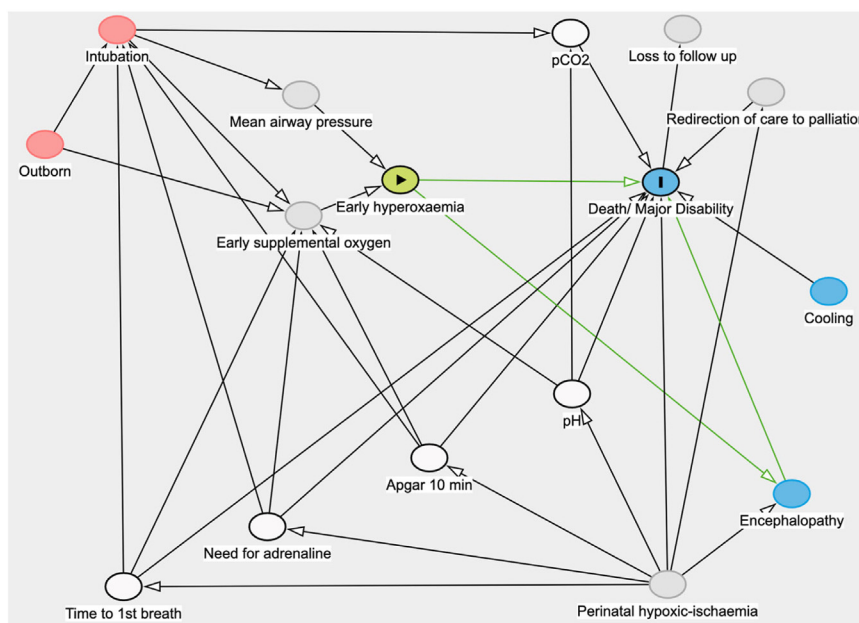 Intubation
pCO2
Loss to follow up
Mean airway pressure
Redirection of care to palliation
Outborn
Early hyperoxaemia
Death/ Major Disability
Early supplemental oxygen
Cooling
pH
Apgar 10 min
Encephalopathy
Need for adrenaline
Time to 1st breath
Perinatal hypoxic-ischaemia